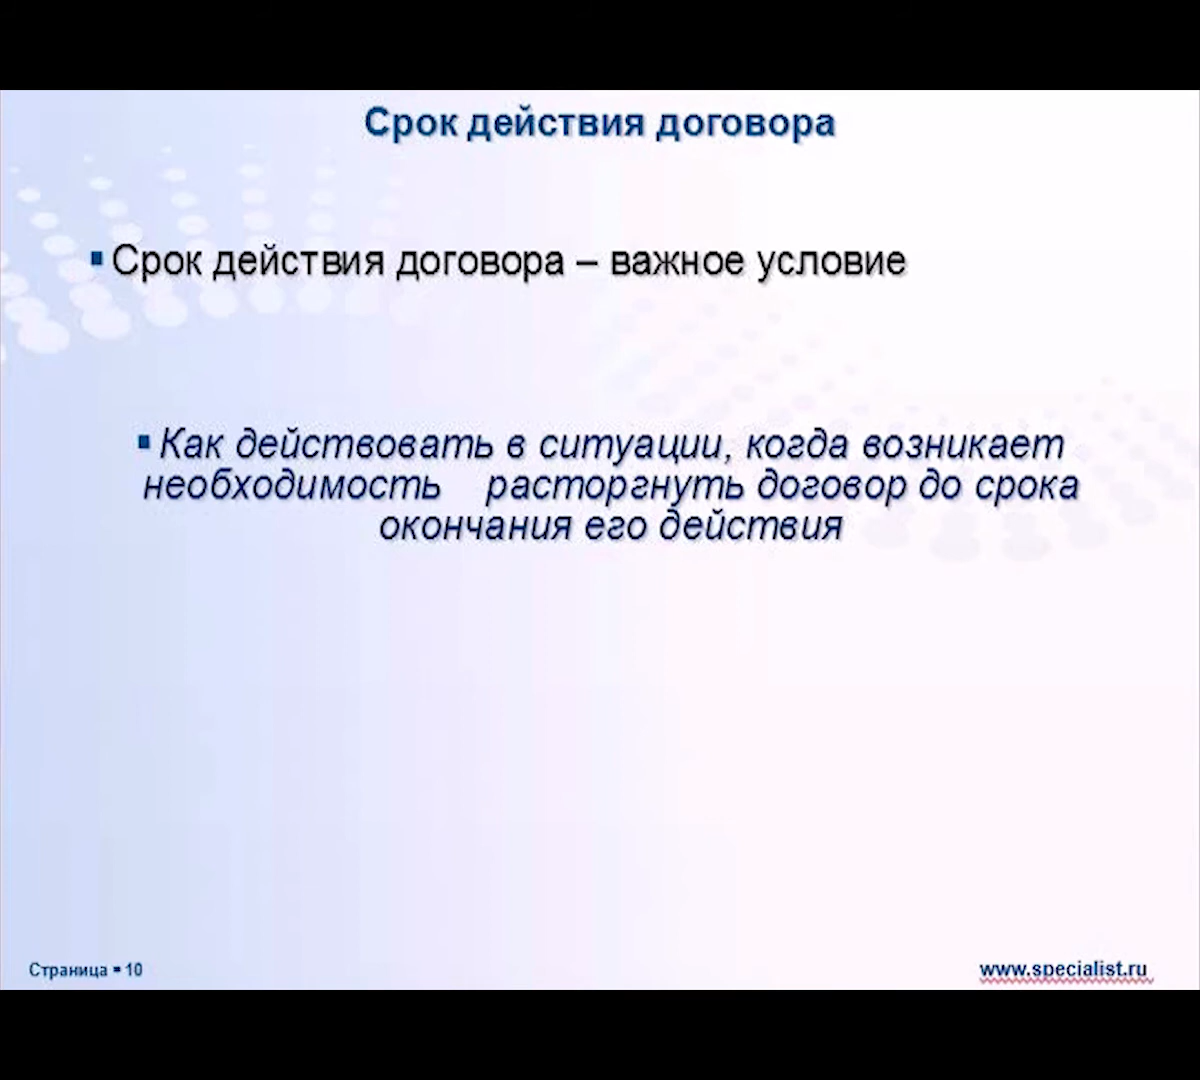 Срок действия договора
▪ Срок действия договора – важное условие
▪ Как действовать в ситуации, когда возникает
необходимость расторгнуть договор до срока
окончания его действия
Страница ▪ 10
www.specialist.ru